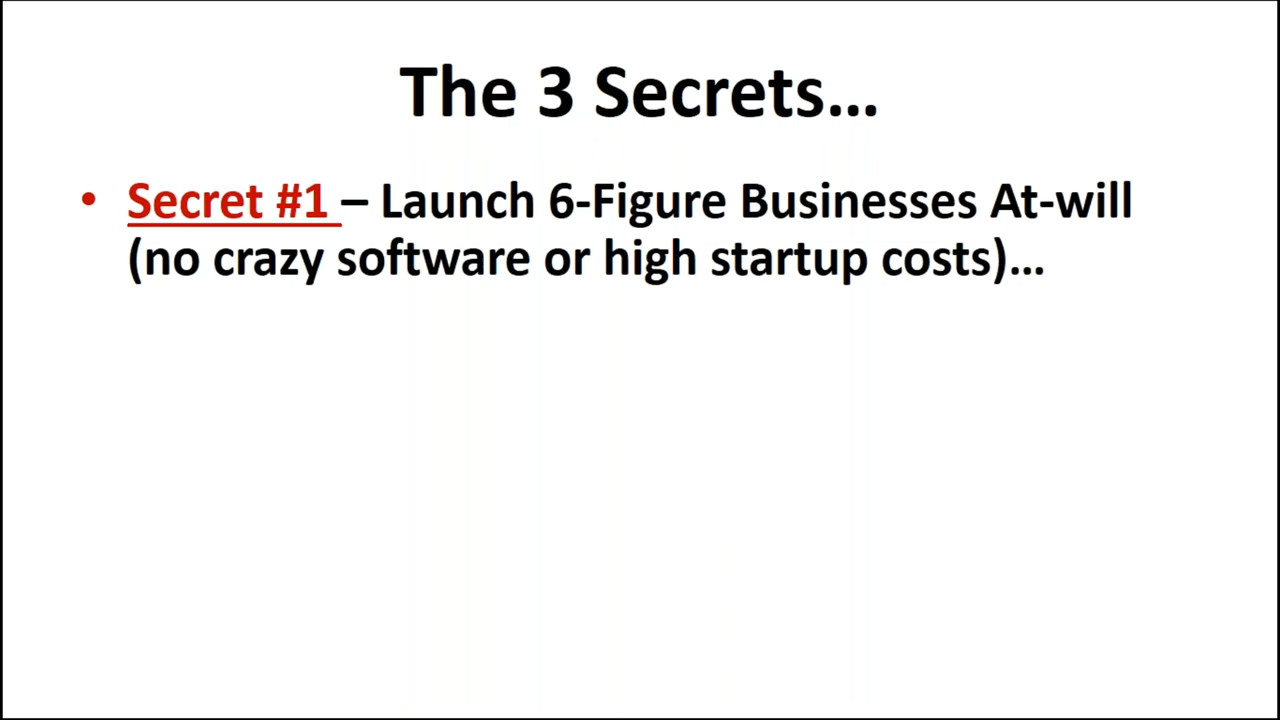 The 3 Secrets...
• Secret #1 – Launch 6-Figure Businesses At-will
(no crazy software or high startup costs)...